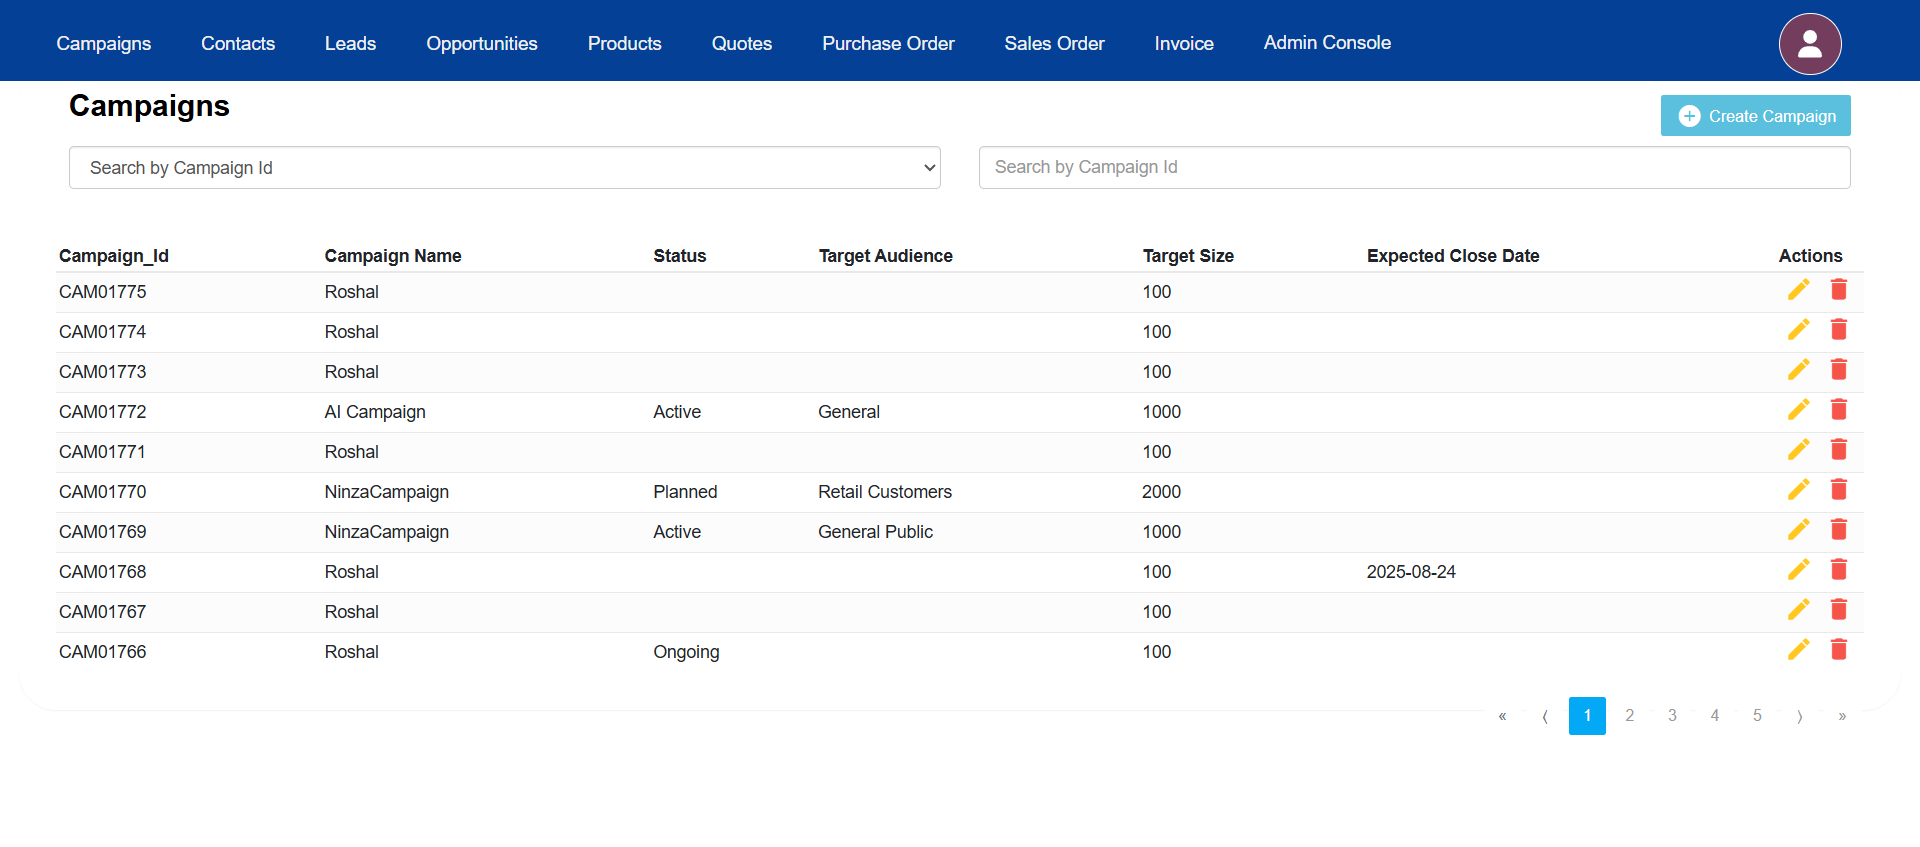 Campaigns Contacts Leads Opportunities Products Quotes Purchase Order Sales Order Invoice Admin Console
Campaigns
Create Campaign
Search by Campaign Id Search by Campaign Id
Campaign_Id Campaign Name Status Target Audience Target Size Expected Close Date Actions
CAM01775 Roshal 100
CAM01774 Roshal 100
CAM01773 Roshal 100
CAM01772 AI Campaign Active General 1000
CAM01771 Roshal 100
CAM01770 NinzaCampaign Planned Retail Customers 2000
CAM01769 NinzaCampaign Active General Public 1000
CAM01768 Roshal 100 2025-08-24
CAM01767 Roshal 100
CAM01766 Roshal Ongoing 100
« ⟨ 1 2 3 4 5 ⟩ »